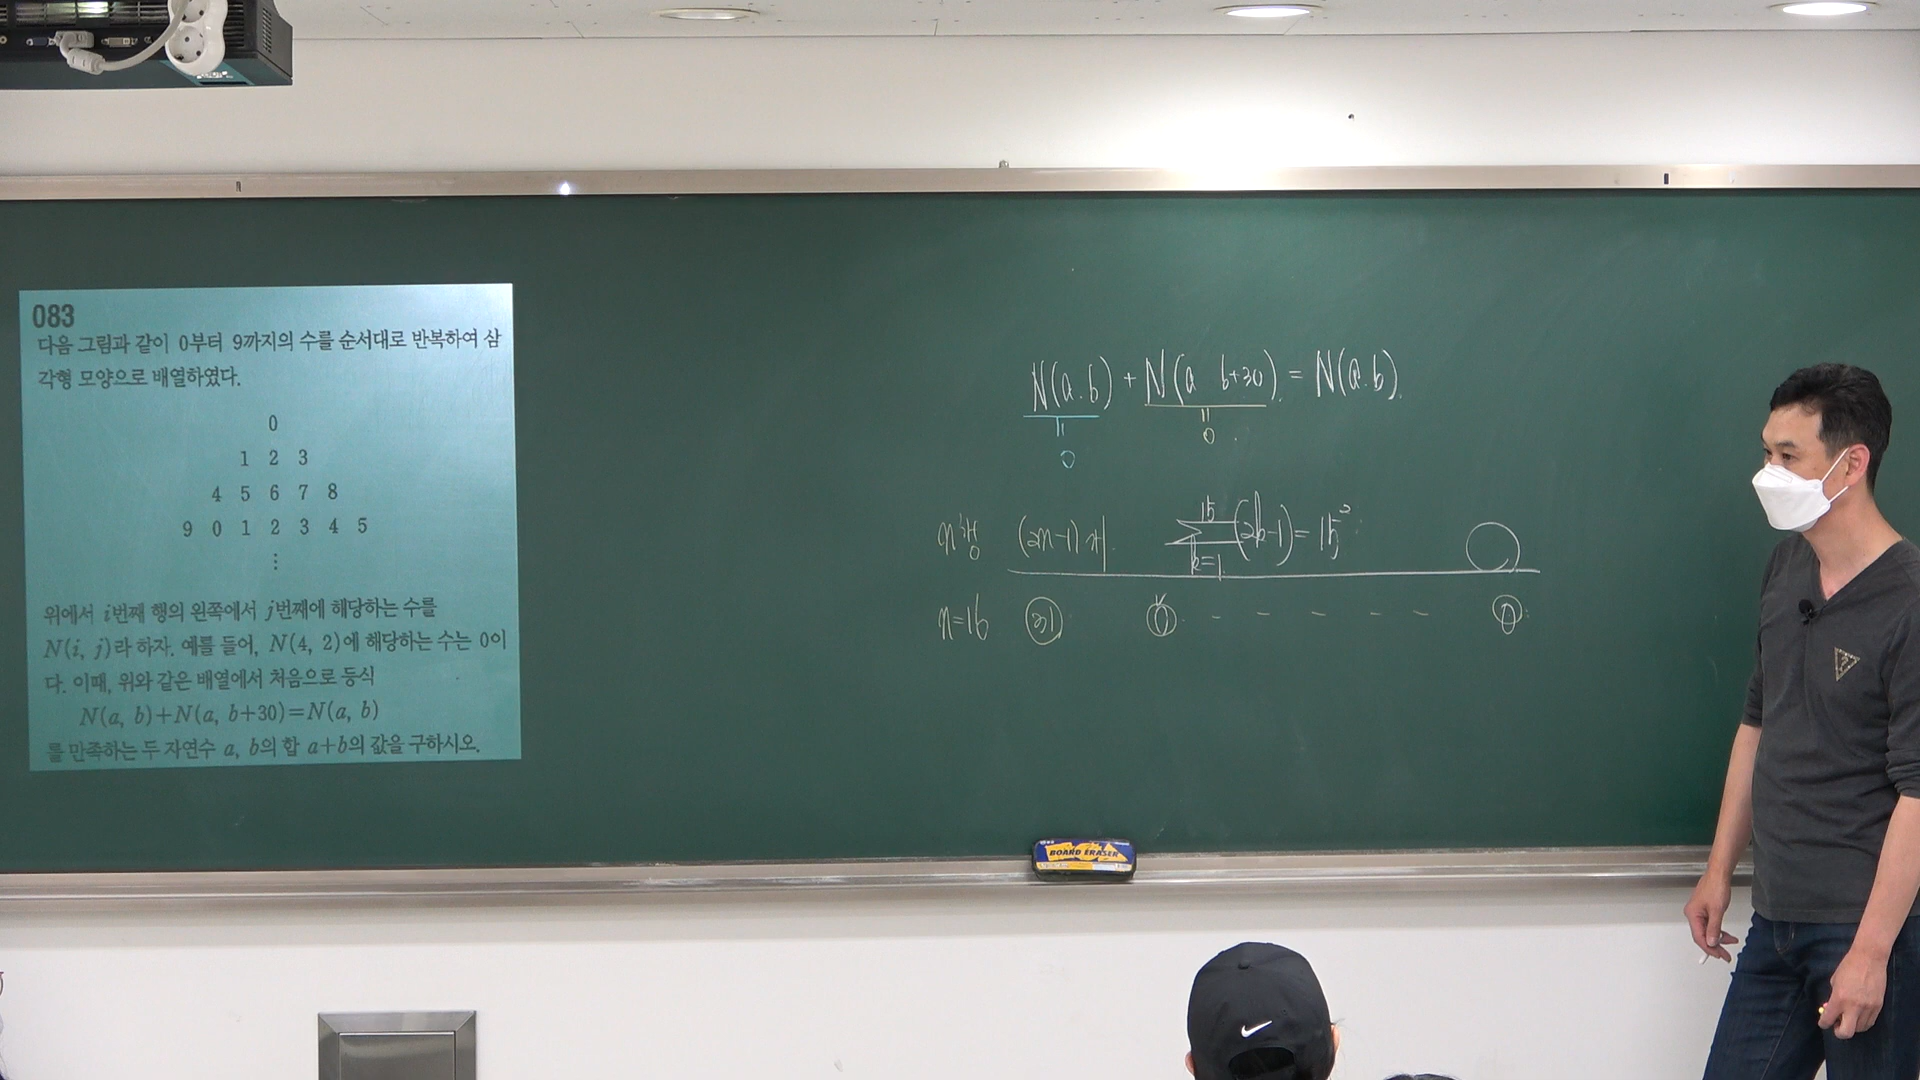 083
다음 그림과 같이 0부터 9까지의 수를 순서대로 반복하여 삼
각형 모양으로 배열하였다.
0
1 2 3
4 5 6 7 8
9 0 1 2 3 4 5
⋮
위에서 i번째 행의 왼쪽에서 j번째에 해당하는 수를
N(i, j)라 하자. 예를 들어, N(4, 2)에 해당하는 수는 0이
다. 이때, 위와 같은 배열에서 처음으로 등식
N(a, b)+N(a, b+30)=N(a, b)
를 만족하는 두 자연수 a, b의 합 a+b의 값을 구하시오.
N(a.b) + N(a b+30) = N(a.b).
=
0
=
0
n행 (2n-1)개 ∑ k=1 15 (2k-1) = 15²
n=16 31 0 - - - - - 0
BOARD ERASER